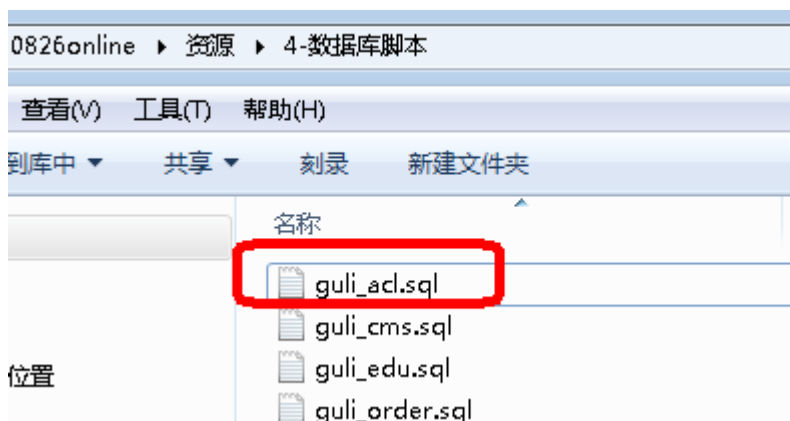 0826online ▸ 资源 ▸ 4-数据库脚本
查看(V) 工具(T) 帮助(H)
到库中 共享 刻录 新建文件夹
名称
guli_acl.sql
guli_cms.sql
guli_edu.sql
位置
guli_order.sql